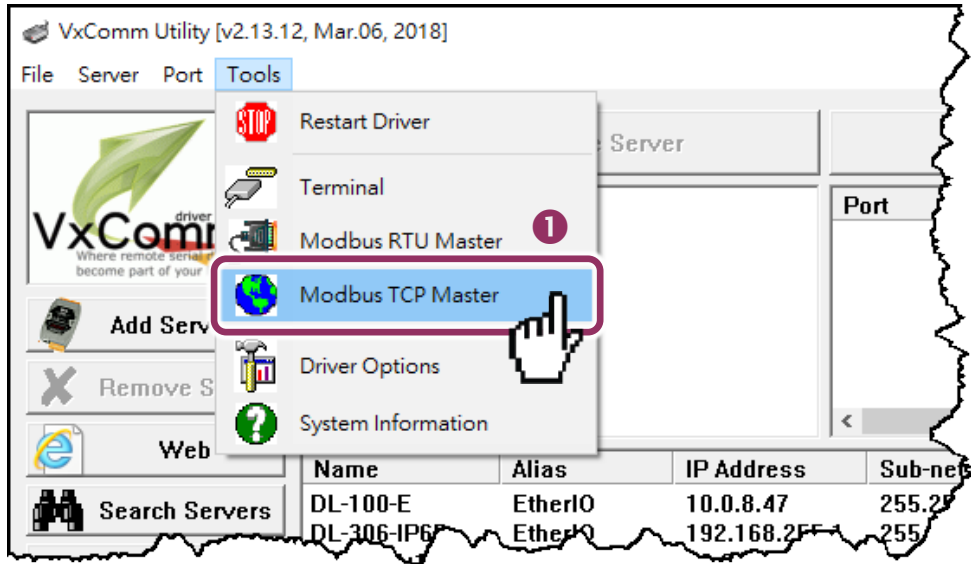 VxComm Utility [v2.13.12, Mar.06, 2018]
File Server Port Tools
Restart Driver
Terminal
Modbus RTU Master
1
Modbus TCP Master
Driver Options
System Information
Server
Port
driver
Where remote serial
become part of your
Add Serv
Remove S
Web
Search Servers
Name Alias IP Address
DL-100-E EtherIO 10.0.8.47